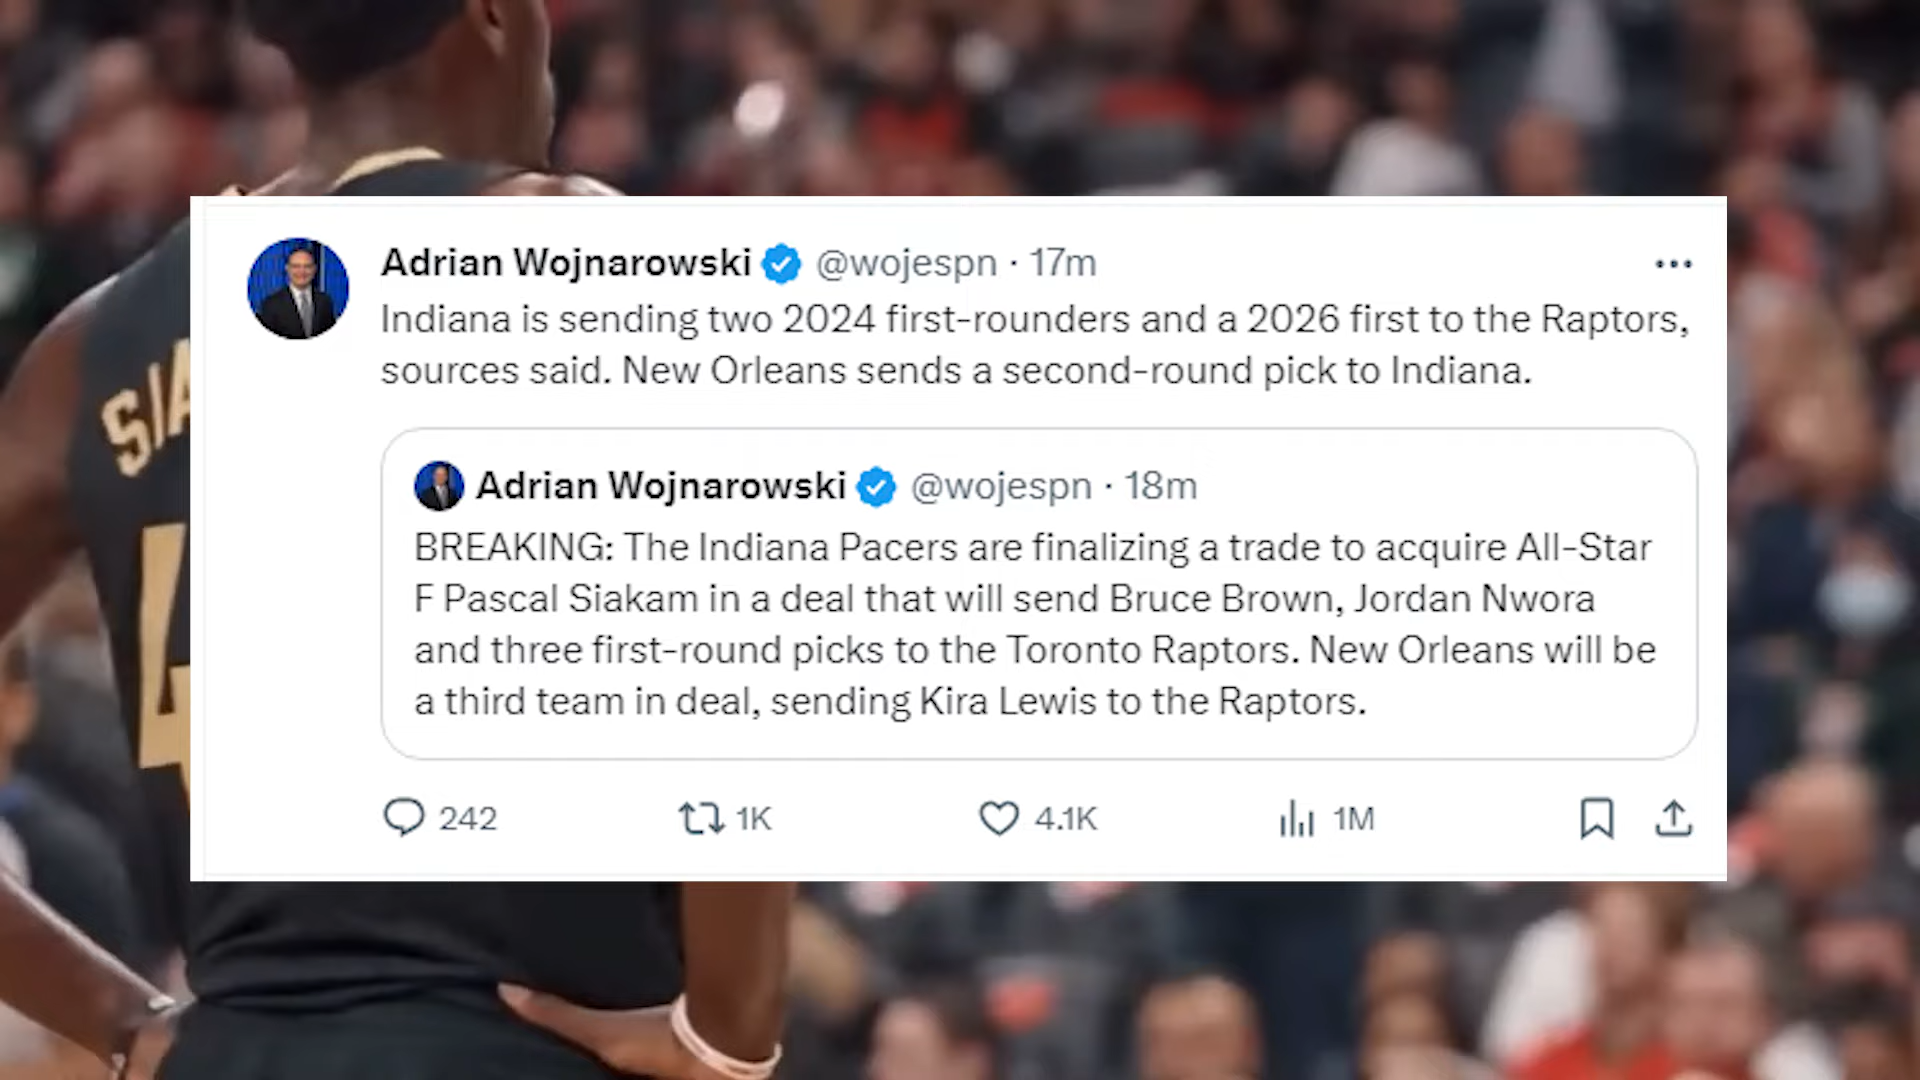 Adrian Wojnarowski @wojespn · 17m
Indiana is sending two 2024 first-rounders and a 2026 first to the Raptors,
sources said. New Orleans sends a second-round pick to Indiana.
Adrian Wojnarowski @wojespn · 18m
BREAKING: The Indiana Pacers are finalizing a trade to acquire All-Star
F Pascal Siakam in a deal that will send Bruce Brown, Jordan Nwora
and three first-round picks to the Toronto Raptors. New Orleans will be
a third team in deal, sending Kira Lewis to the Raptors.
242 1K 4.1K 1M
SIA
4